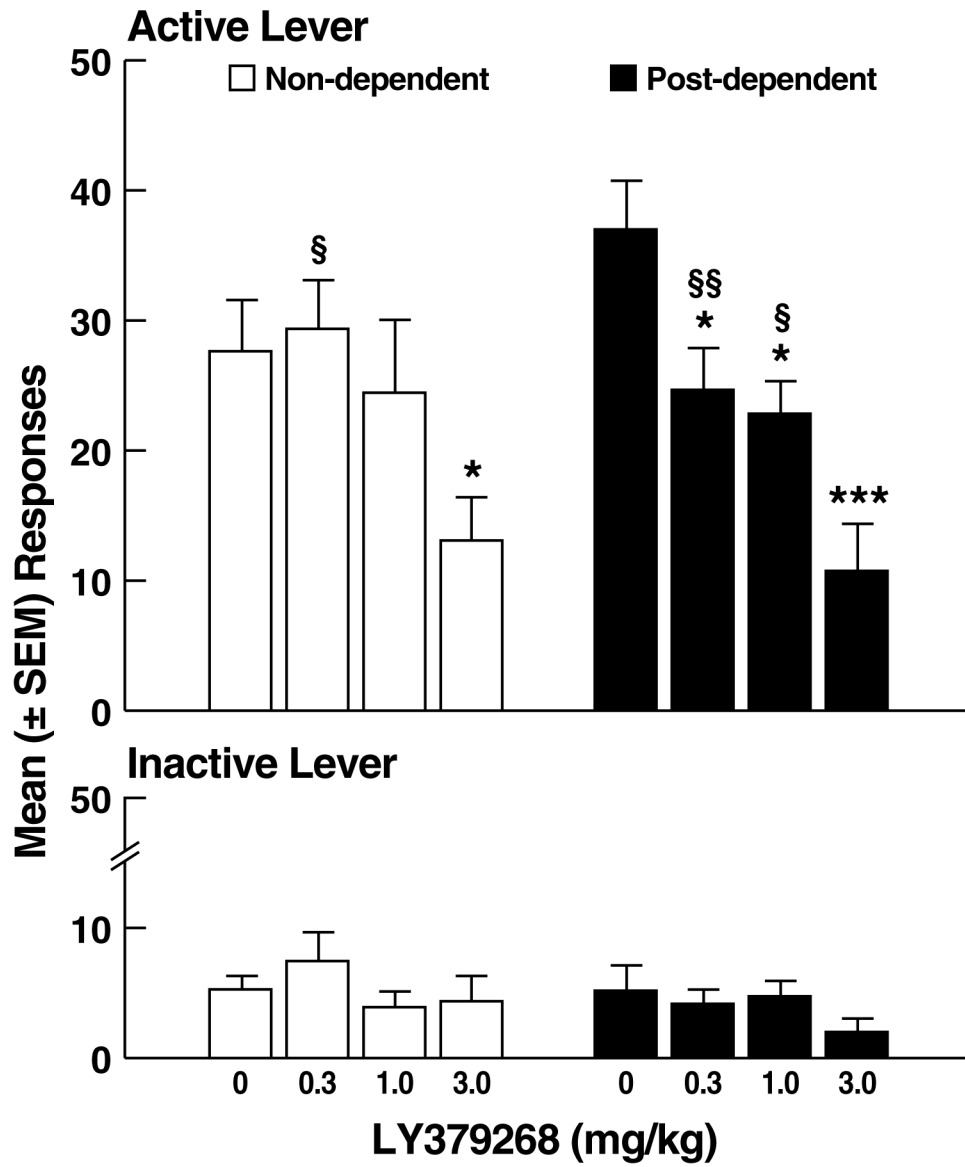 Active Lever
Non-dependent
Post-dependent
50
40
30
20
10
0
§
*
§§
*
§
*
***
Mean (± SEM) Responses
Inactive Lever
50
10
0
0 0.3 1.0 3.0 0 0.3 1.0 3.0
LY379268 (mg/kg)